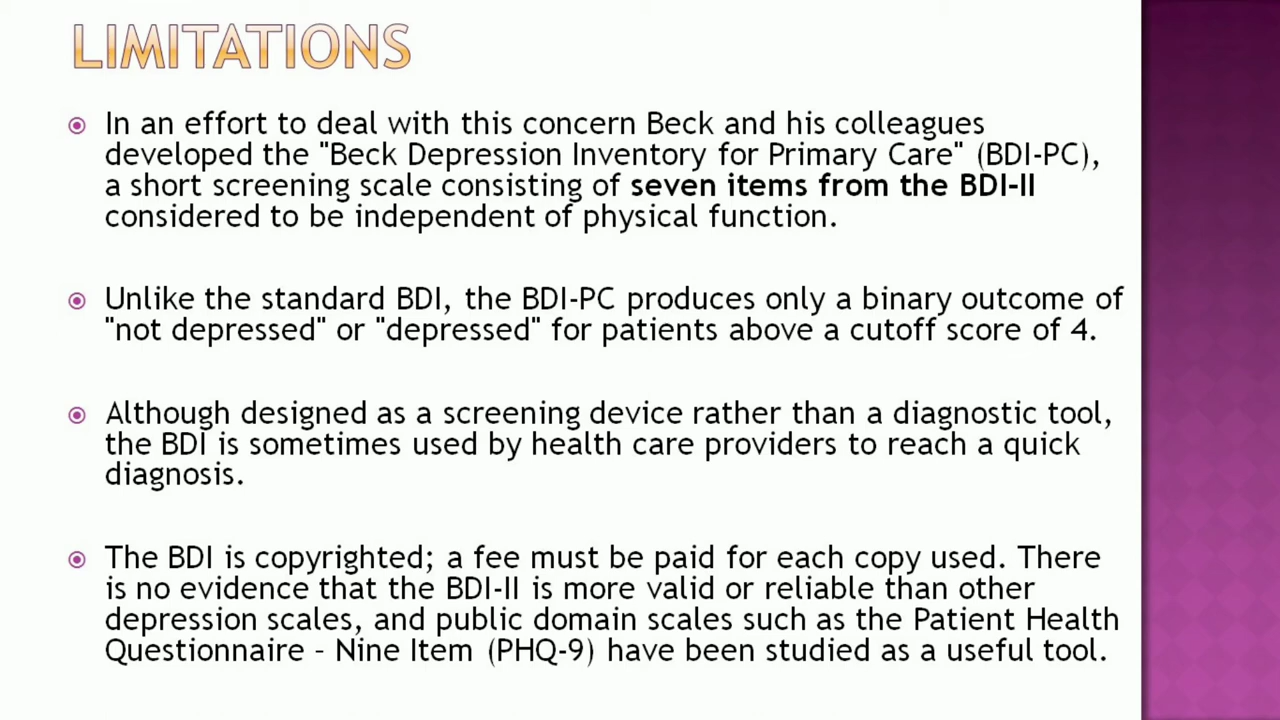 LIMITATIONS
In an effort to deal with this concern Beck and his colleagues
developed the "Beck Depression Inventory for Primary Care" (BDI-PC),
a short screening scale consisting of seven items from the BDI-II
considered to be independent of physical function.
Unlike the standard BDI, the BDI-PC produces only a binary outcome of
"not depressed" or "depressed" for patients above a cutoff score of 4.
Although designed as a screening device rather than a diagnostic tool,
the BDI is sometimes used by health care providers to reach a quick
diagnosis.
The BDI is copyrighted; a fee must be paid for each copy used. There
is no evidence that the BDI-II is more valid or reliable than other
depression scales, and public domain scales such as the Patient Health
Questionnaire – Nine Item (PHQ-9) have been studied as a useful tool.